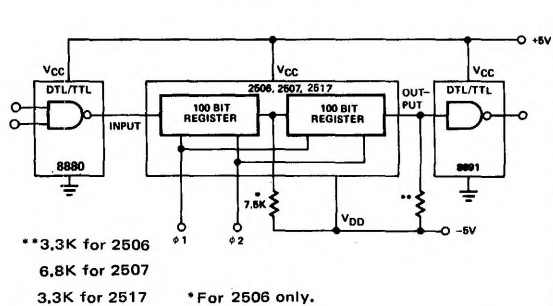 +5V
VCC
VCC
VCC
DTL/TTL
2506, 2507, 2517
OUT-
PUT
DTL/TTL
100 BIT
REGISTER
100 BIT
REGISTER
INPUT
8880
8891
*
7.5K
**
VDD
ϕ1
ϕ2
-5V
**3.3K for 2506
6.8K for 2507
3.3K for 2517
*For 2506 only.